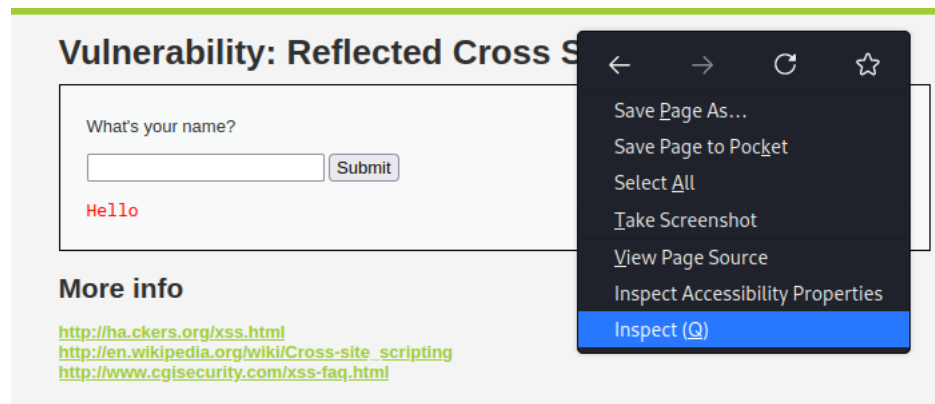 Vulnerability: Reflected Cross S
What's your name?
Submit
Hello
More info
http://ha.ckers.org/xss.html
http://en.wikipedia.org/wiki/Cross-site_scripting
http://www.cgisecurity.com/xss-faq.html
Save Page As...
Save Page to Pocket
Select All
Take Screenshot
View Page Source
Inspect Accessibility Properties
Inspect (Q)